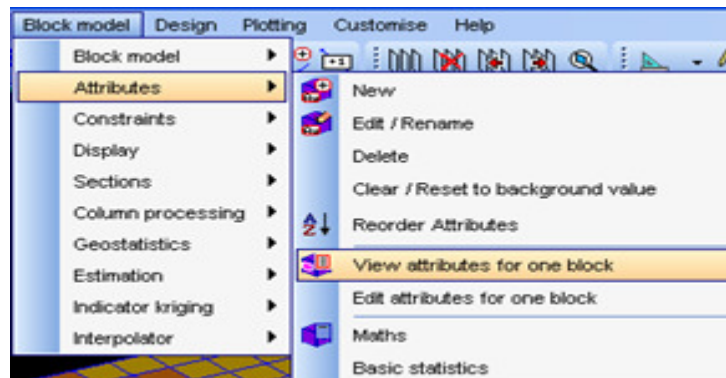 Block model Design Plotting Customise Help
Block model
Attributes
Constraints
Display
Sections
Column processing
Geostatistics
Estimation
Indicator kriging
Interpolator
New
Edit / Rename
Delete
Clear / Reset to background value
Reorder Attributes
View attributes for one block
Edit attributes for one block
Maths
Basic statistics